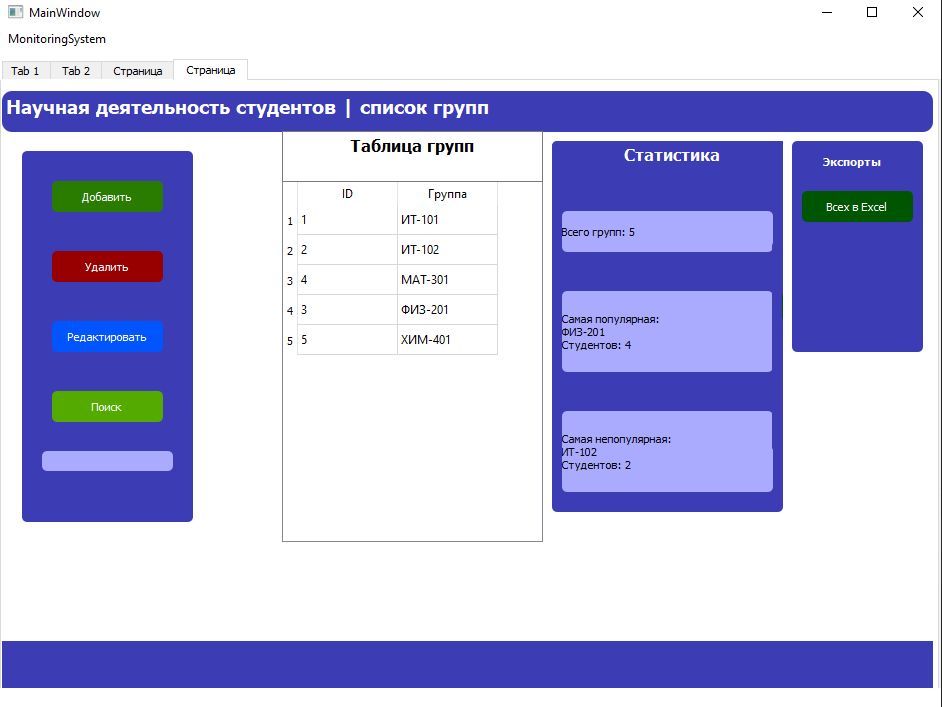 MainWindow
MonitoringSystem
Tab 1 Tab 2 Страница Страница
Научная деятельность студентов | список групп
Добавить
Удалить
Редактировать
Поиск
Таблица групп
ID Группа
1 1 ИТ-101
2 2 ИТ-102
3 4 МАТ-301
4 3 ФИЗ-201
5 5 ХИМ-401
Статистика
Всего групп: 5
Самая популярная:
ФИЗ-201
Студентов: 4
Самая непопулярная:
ИТ-102
Студентов: 2
Экспорты
Всех в Excel